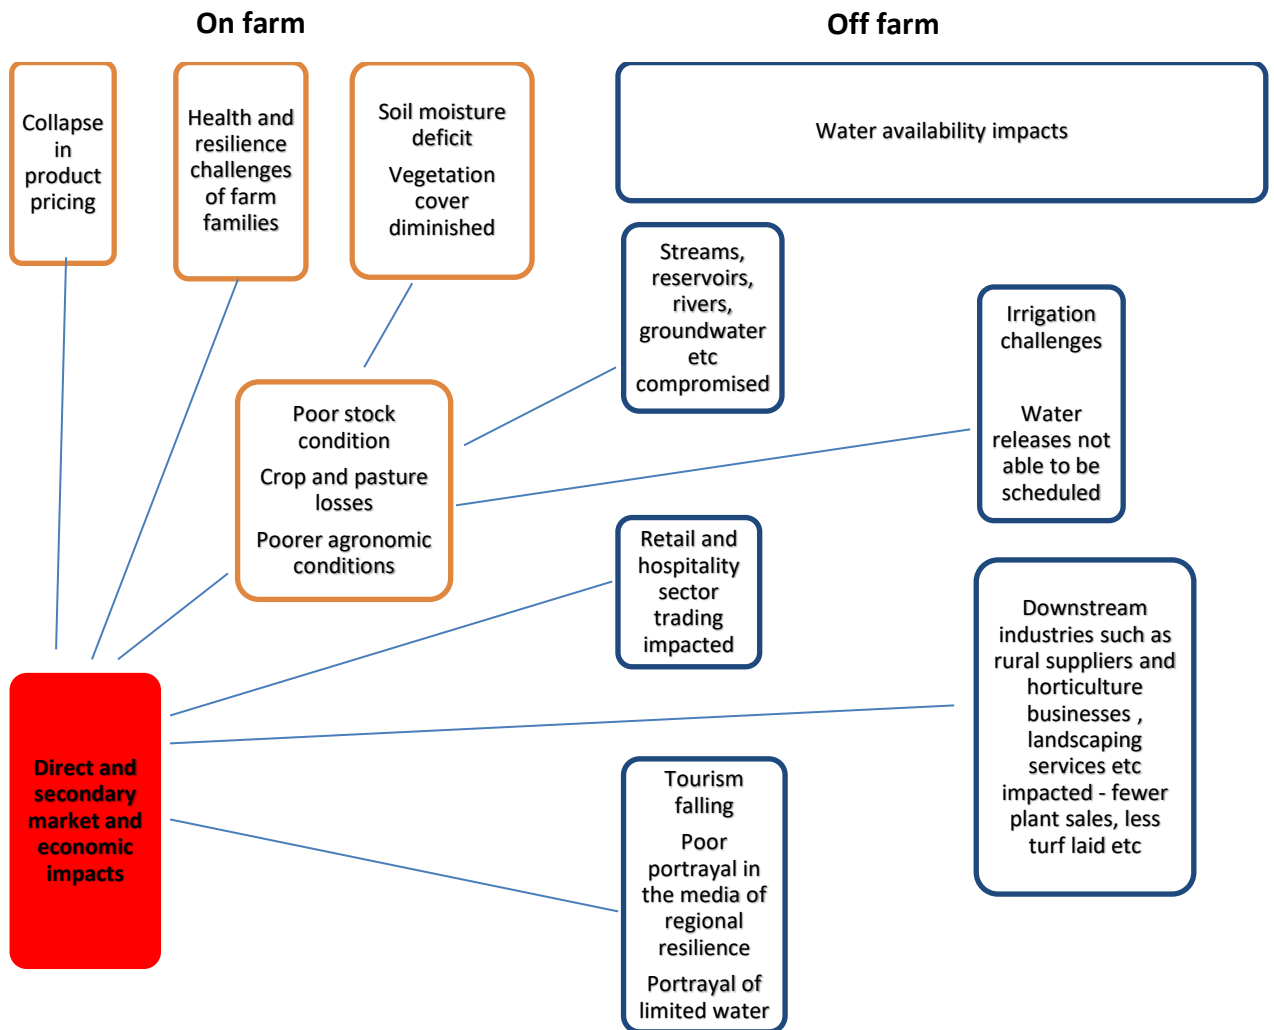 On farm
Off farm
Collapse
in
product
pricing
Health and
resilience
challenges
of farm
families
Soil moisture
deficit
Vegetation
cover
diminished
Water availability impacts
Streams,
reservoirs,
rivers,
groundwater
etc
compromised
Irrigation
challenges
Water
releases not
able to be
scheduled
Poor stock
condition
Crop and pasture
losses
Poorer agronomic
conditions
Retail and
hospitality
sector
trading
impacted
Downstream
industries such as
rural suppliers and
horticulture
businesses ,
landscaping
services etc
impacted - fewer
plant sales, less
turf laid etc
Direct and
secondary
market and
economic
impacts
Tourism
falling
Poor
portrayal in
the media of
regional
resilience
Portrayal of
limited water